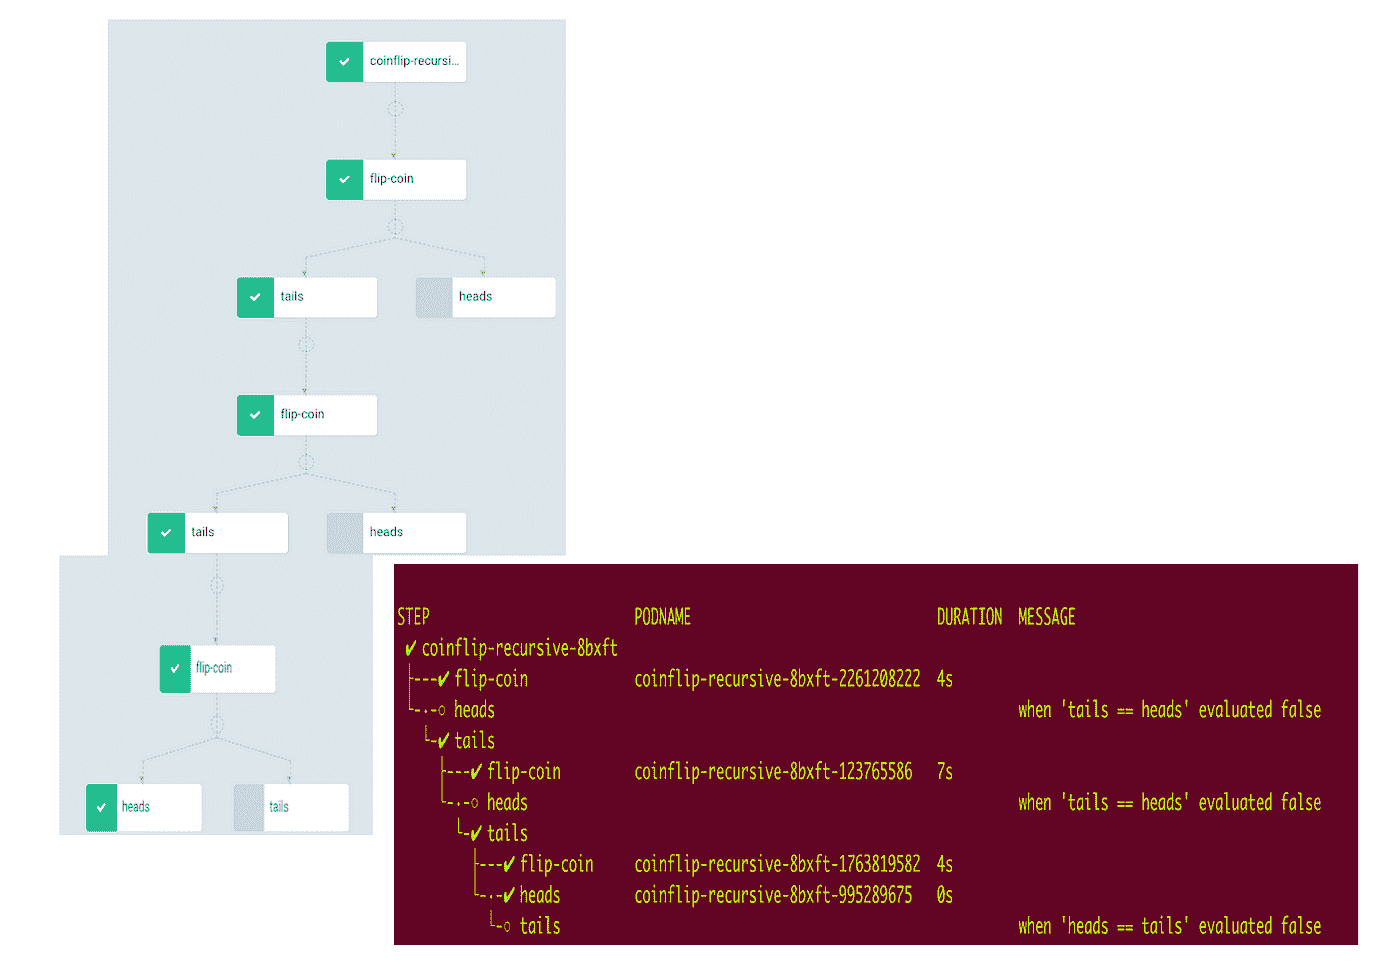 coinflip-recursi...
flip-coin
tails
heads
flip-coin
tails
heads
flip-coin
heads
tails
STEP PODNAME DURATION MESSAGE
✔ coinflip-recursive-8bxft
├---✔ flip-coin coinflip-recursive-8bxft-2261208222 4s
└-·-○ heads when 'tails == heads' evaluated false
└-✔ tails
├---✔ flip-coin coinflip-recursive-8bxft-123765586 7s
└-·-○ heads when 'tails == heads' evaluated false
└-✔ tails
├---✔ flip-coin coinflip-recursive-8bxft-1763819582 4s
└-·-✔ heads coinflip-recursive-8bxft-995289675 0s
└-○ tails when 'heads == tails' evaluated false